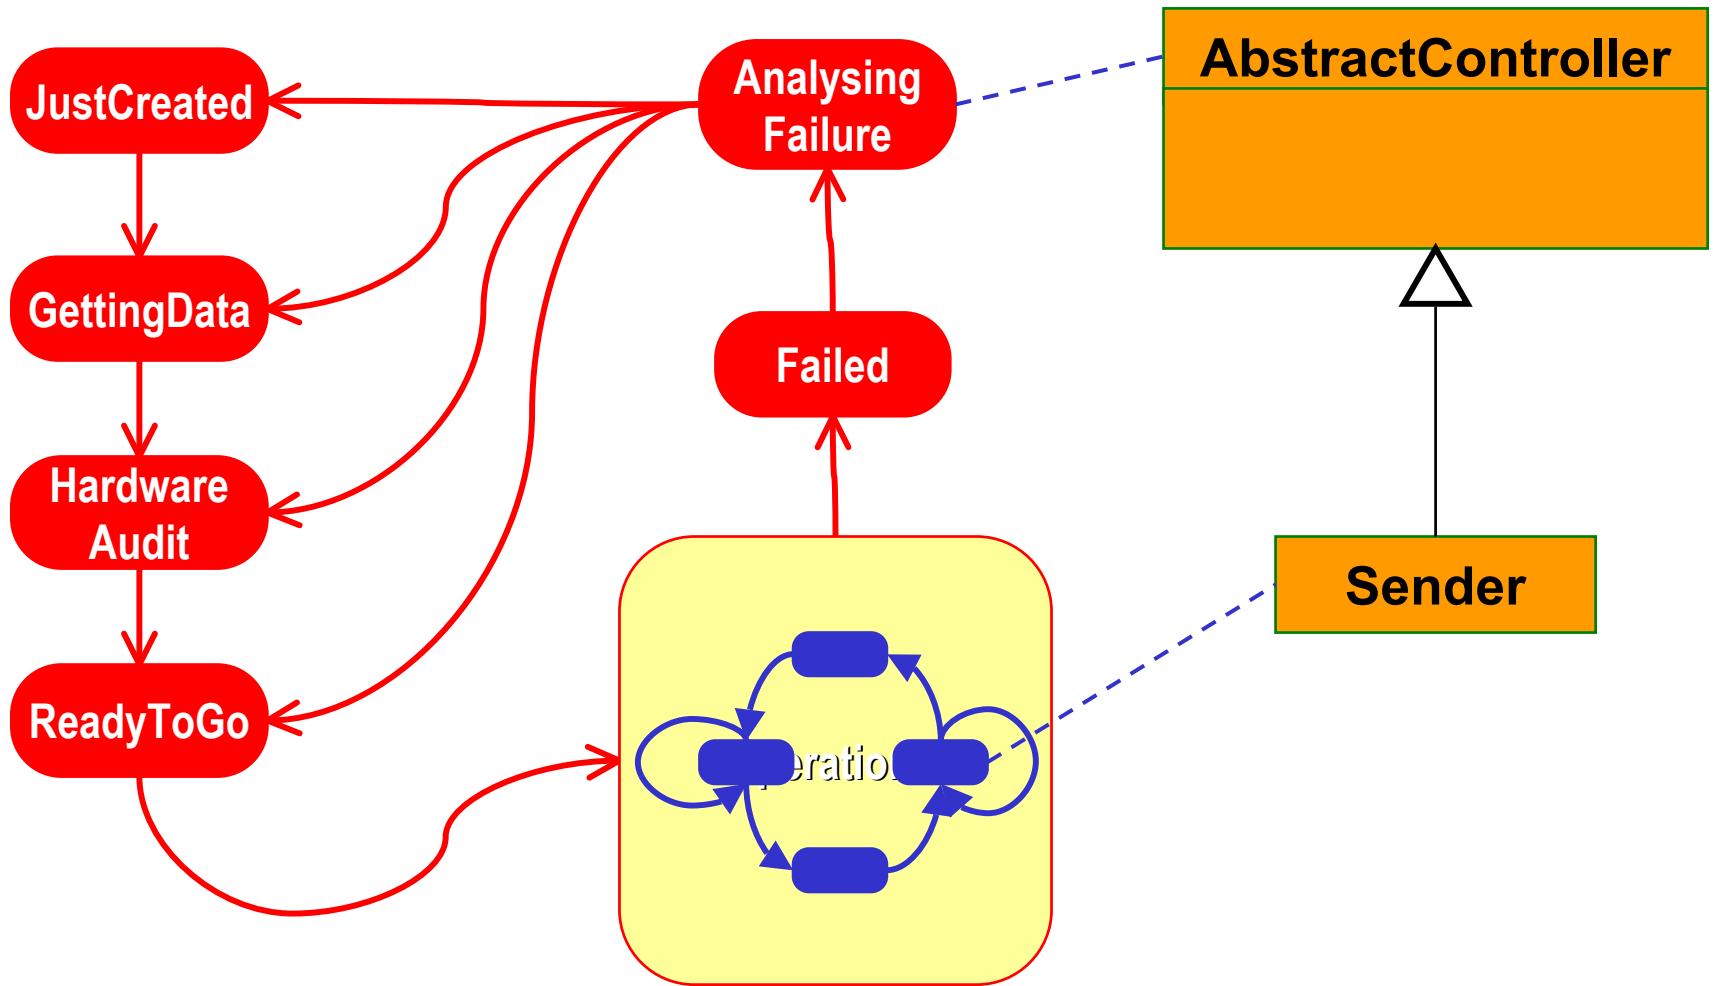 JustCreated
Analysing
Failure
AbstractController
GettingData
Failed
Hardware
Audit
Sender
ReadyToGo